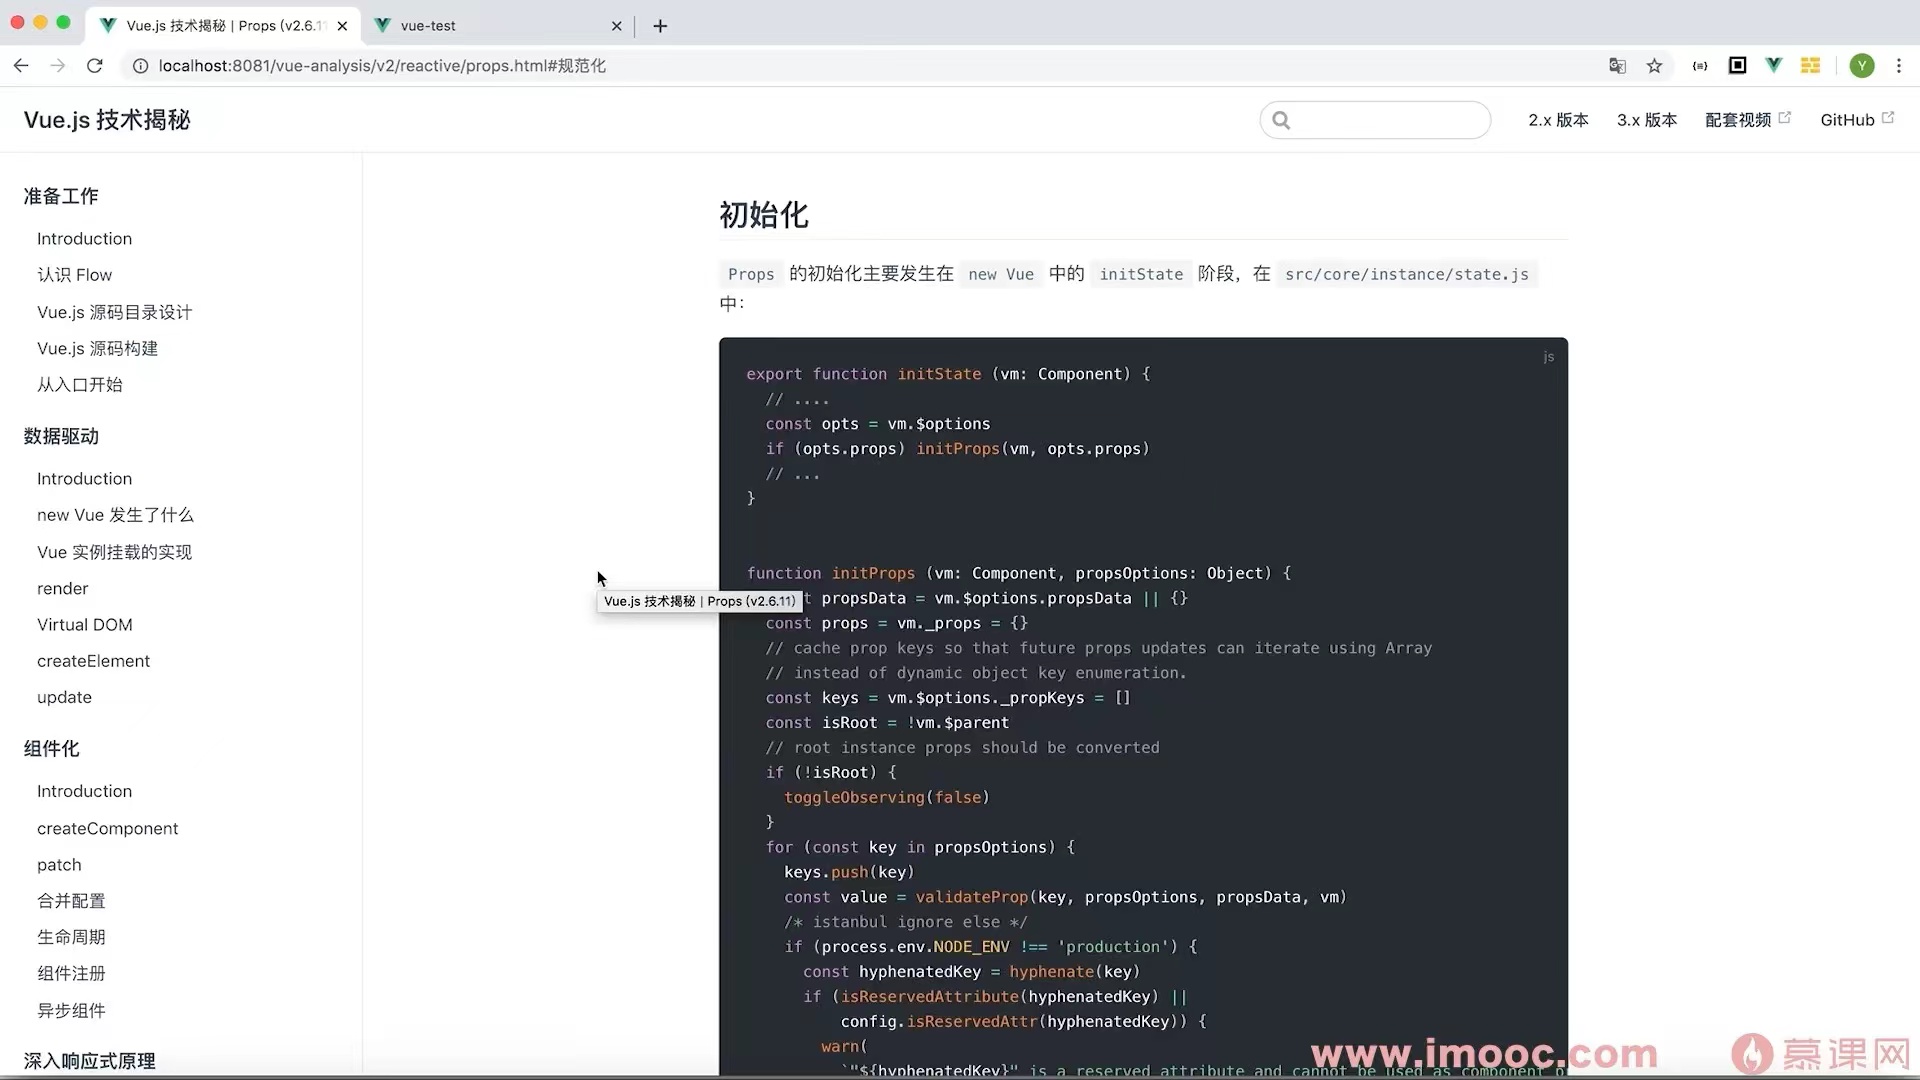 Vue.js 技术揭秘 | Props (v2.6.11
vue-test
localhost:8081/vue-analysis/v2/reactive/props.html#规范化
Y
Vue.js 技术揭秘
2.x 版本
3.x 版本
配套视频
GitHub
准备工作
Introduction
认识 Flow
Vue.js 源码目录设计
Vue.js 源码构建
从入口开始
数据驱动
Introduction
new Vue 发生了什么
Vue 实例挂载的实现
render
Virtual DOM
createElement
update
组件化
Introduction
createComponent
patch
合并配置
生命周期
组件注册
异步组件
深入响应式原理
初始化
Props 的初始化主要发生在 new Vue 中的 initState 阶段，在 src/core/instance/state.js
中：
js
export function initState (vm: Component) {
// ....
const opts = vm.$options
if (opts.props) initProps(vm, opts.props)
// ...
}
function initProps (vm: Component, propsOptions: Object) {
t propsData = vm.$options.propsData || {}
Vue.js 技术揭秘 | Props (v2.6.11)
const props = vm._props = {}
// cache prop keys so that future props updates can iterate using Array
// instead of dynamic object key enumeration.
const keys = vm.$options._propKeys = []
const isRoot = !vm.$parent
// root instance props should be converted
if (!isRoot) {
toggleObserving(false)
}
for (const key in propsOptions) {
keys.push(key)
const value = validateProp(key, propsOptions, propsData, vm)
/* istanbul ignore else */
if (process.env.NODE_ENV !== 'production') {
const hyphenatedKey = hyphenate(key)
if (isReservedAttribute(hyphenatedKey) ||
config.isReservedAttr(hyphenatedKey)) {
warn(
`"${hyphenatedKey}" is a reserved attribute and cannot be used as component p
www.imooc.com
慕课网